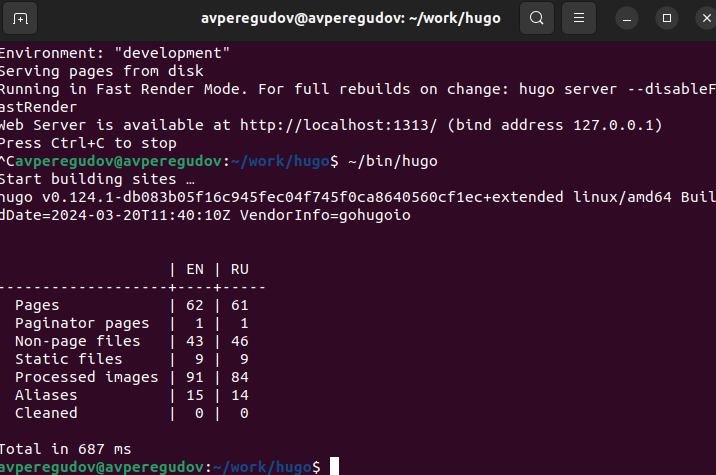 avperegudov@avperegudov: ~/work/hugo
Environment: "development"
Serving pages from disk
Running in Fast Render Mode. For full rebuilds on change: hugo server --disableF
astRender
Web Server is available at http://localhost:1313/ (bind address 127.0.0.1)
Press Ctrl+C to stop
^Cavperegudov@avperegudov:~/work/hugo$ ~/bin/hugo
Start building sites …
hugo v0.124.1-db083b05f16c945fec04f745f0ca8640560cf1ec+extended linux/amd64 Buil
dDate=2024-03-20T11:40:10Z VendorInfo=gohugoio
                   | EN | RU
-------------------+----+-----
  Pages            | 62 | 61
  Paginator pages  |  1 |  1
  Non-page files   | 43 | 46
  Static files     |  9 |  9
  Processed images | 91 | 84
  Aliases          | 15 | 14
  Cleaned          |  0 |  0
Total in 687 ms
avperegudov@avperegudov:~/work/hugo$